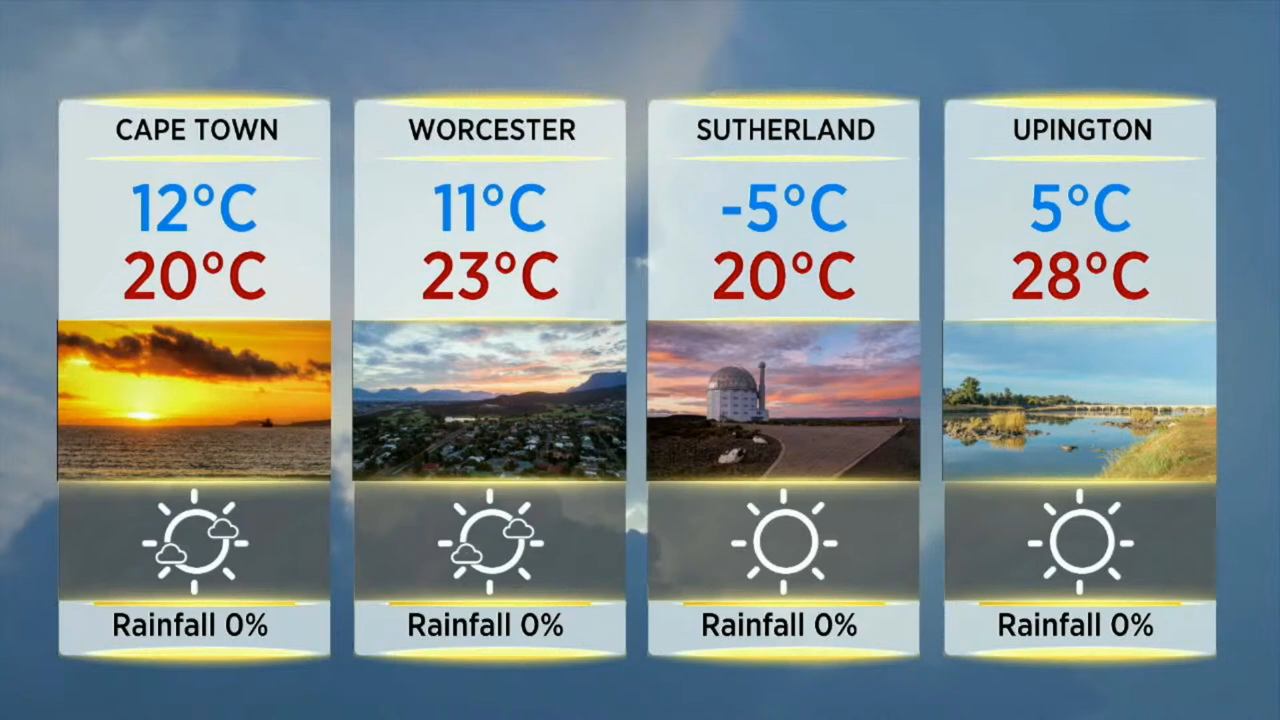 CAPE TOWN
12°C
20°C
Rainfall 0%
WORCESTER
11°C
23°C
Rainfall 0%
SUTHERLAND
-5°C
20°C
Rainfall 0%
UPINGTON
5°C
28°C
Rainfall 0%